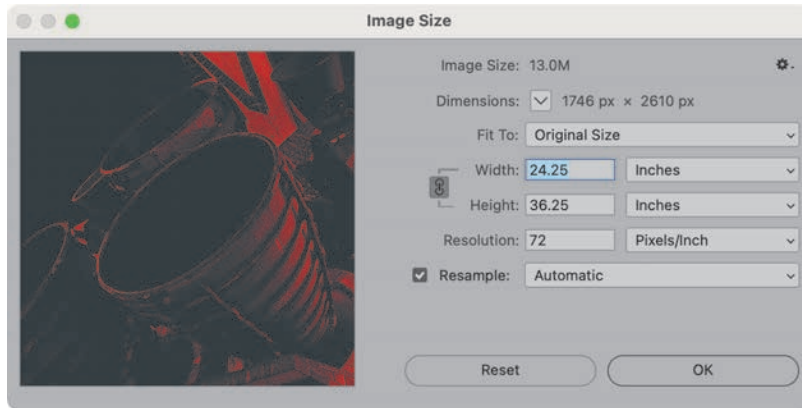 Image Size
Image Size: 13.0M
Dimensions: 1746 px × 2610 px
Fit To: Original Size
Width: 24.25 Inches
Height: 36.25 Inches
Resolution: 72 Pixels/Inch
Resample: Automatic
Reset OK